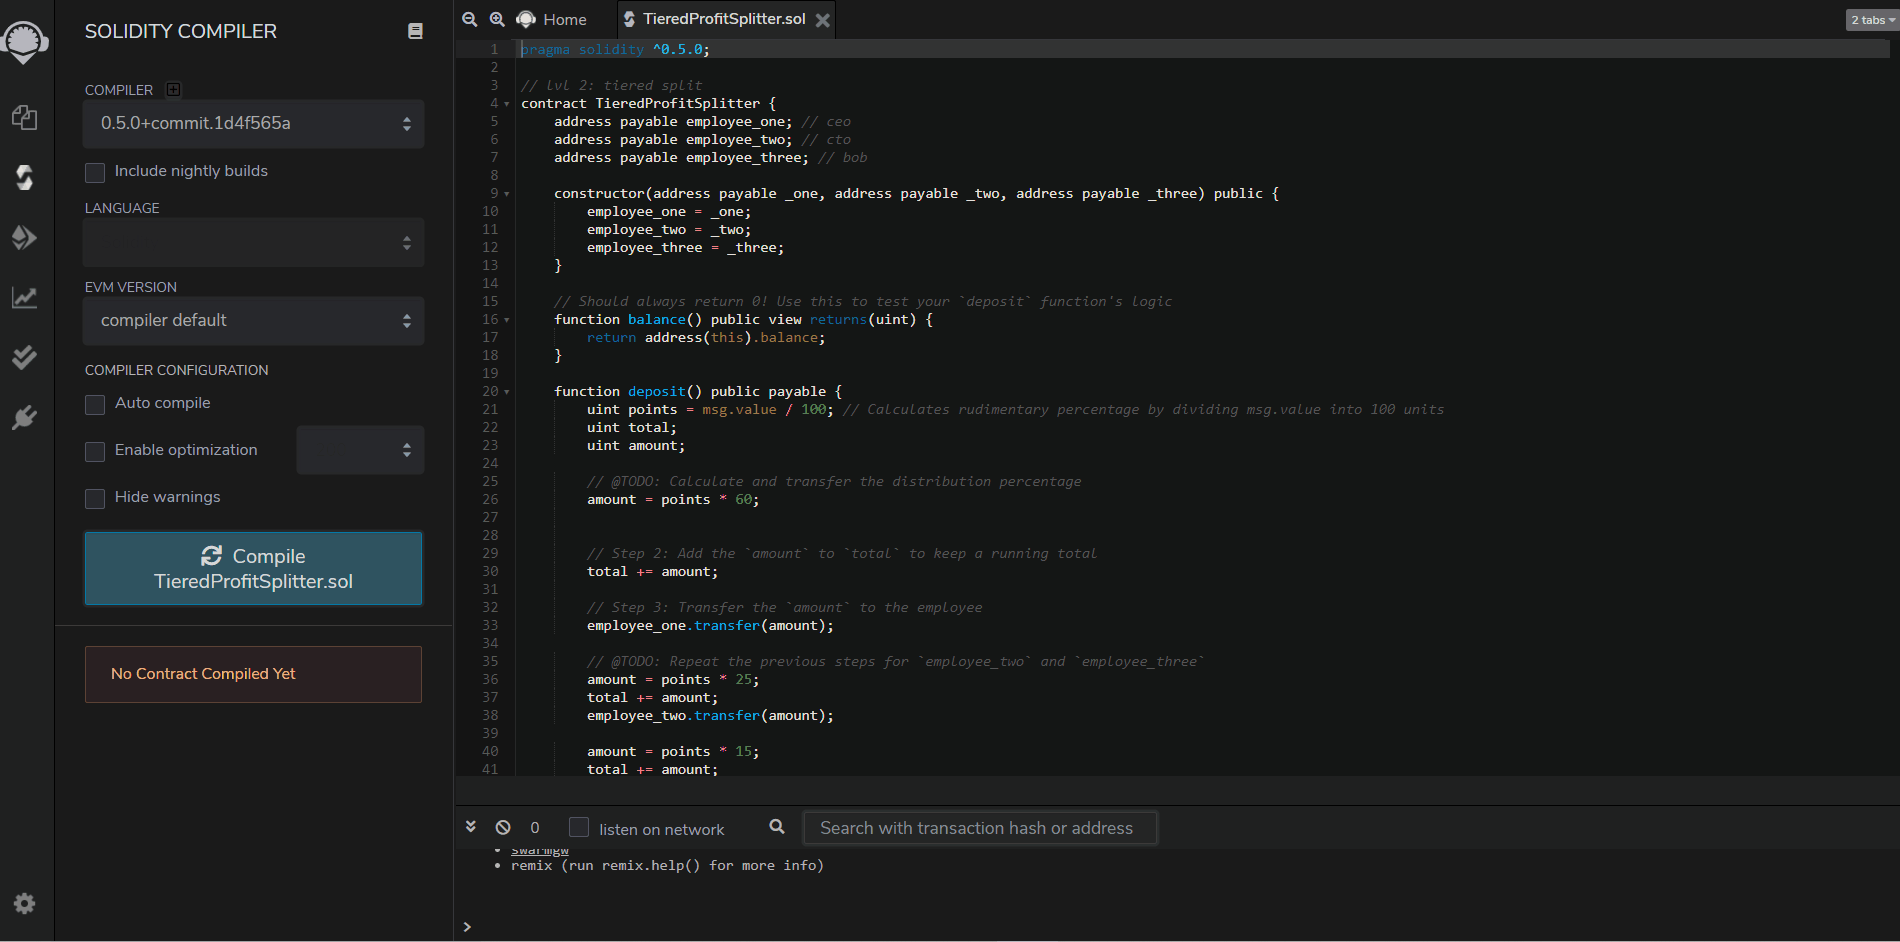 SOLIDITY COMPILER
COMPILER
0.5.0+commit.1d4f565a
Include nightly builds
LANGUAGE
EVM VERSION
compiler default
COMPILER CONFIGURATION
Auto compile
Enable optimization
Hide warnings
Compile
TieredProfitSplitter.sol
No Contract Compiled Yet
Home
TieredProfitSplitter.sol
2 tabs
1 pragma solidity ^0.5.0;
2
3 // lvl 2: tiered split
4 contract TieredProfitSplitter {
5 address payable employee_one; // ceo
6 address payable employee_two; // cto
7 address payable employee_three; // bob
8
9 constructor(address payable _one, address payable _two, address payable _three) public {
10 employee_one = _one;
11 employee_two = _two;
12 employee_three = _three;
13 }
14
15 // Should always return 0! Use this to test your `deposit` function's logic
16 function balance() public view returns(uint) {
17 return address(this).balance;
18 }
19
20 function deposit() public payable {
21 uint points = msg.value / 100; // Calculates rudimentary percentage by dividing msg.value into 100 units
22 uint total;
23 uint amount;
24
25 // @TODO: Calculate and transfer the distribution percentage
26 amount = points * 60;
27
28
29 // Step 2: Add the `amount` to `total` to keep a running total
30 total += amount;
31
32 // Step 3: Transfer the `amount` to the employee
33 employee_one.transfer(amount);
34
35 // @TODO: Repeat the previous steps for `employee_two` and `employee_three`
36 amount = points * 25;
37 total += amount;
38 employee_two.transfer(amount);
39
40 amount = points * 15;
41 total += amount;
0
listen on network
Search with transaction hash or address
• swarmgw
• remix (run remix.help() for more info)
>